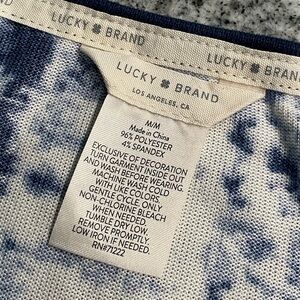 LUCKY BRAND
LUCKY BRAND
LUCKY BRAND
LOS ANGELES, CA
M/M
Made in China
96% POLYESTER
4% SPANDEX
EXCLUSIVE OF DECORATION
TURN GARMENT INSIDE OUT
AND WASH BEFORE WEARING.
MACHINE WASH COLD
WITH LIKE COLORS.
GENTLE CYCLE. ONLY
NON-CHLORINE BLEACH
WHEN NEEDED.
TUMBLE DRY LOW.
REMOVE PROMPTLY.
LOW IRON IF NEEDED.
RN#71222